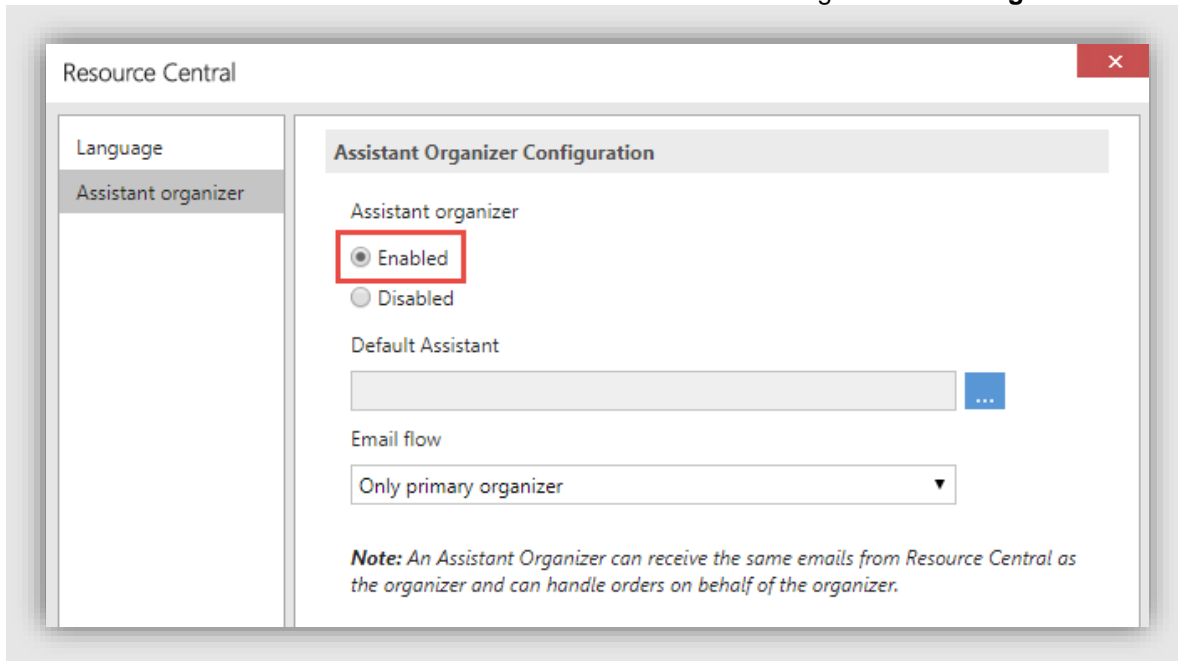 Resource Central
×
Language
Assistant organizer
Assistant Organizer Configuration
Assistant organizer
Enabled
Disabled
Default Assistant
...
Email flow
Only primary organizer
Note: An Assistant Organizer can receive the same emails from Resource Central as
the organizer and can handle orders on behalf of the organizer.